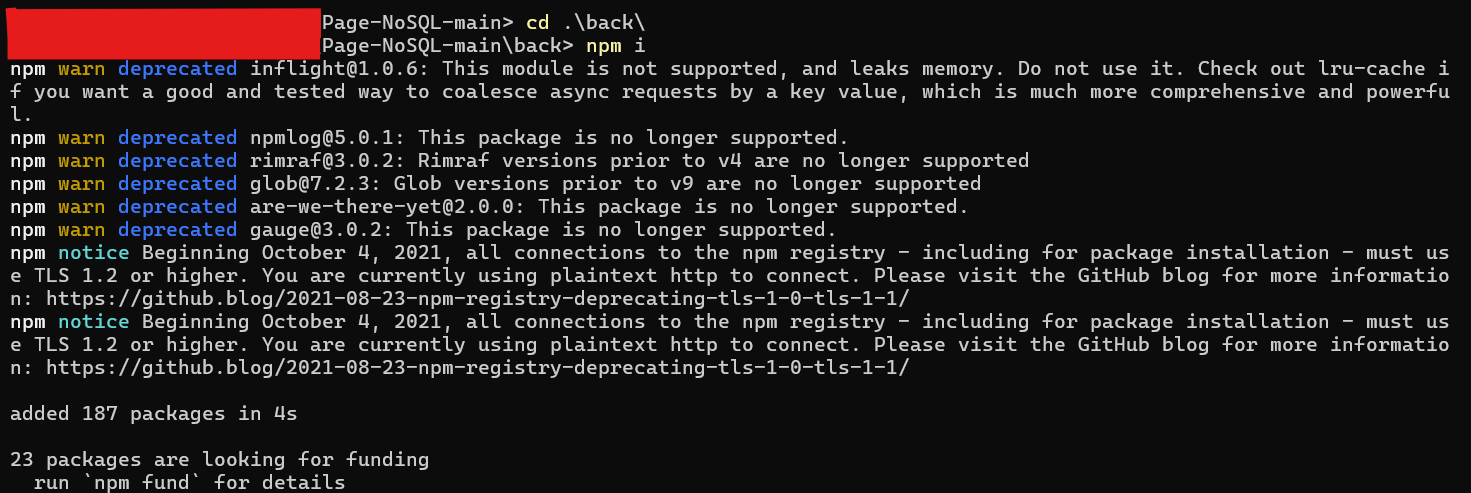 Page-NoSQL-main> cd .\back\
Page-NoSQL-main\back> npm i
npm warn deprecated inflight@1.0.6: This module is not supported, and leaks memory. Do not use it. Check out lru-cache i
f you want a good and tested way to coalesce async requests by a key value, which is much more comprehensive and powerfu
l.
npm warn deprecated npmlog@5.0.1: This package is no longer supported.
npm warn deprecated rimraf@3.0.2: Rimraf versions prior to v4 are no longer supported
npm warn deprecated glob@7.2.3: Glob versions prior to v9 are no longer supported
npm warn deprecated are-we-there-yet@2.0.0: This package is no longer supported.
npm warn deprecated gauge@3.0.2: This package is no longer supported.
npm notice Beginning October 4, 2021, all connections to the npm registry - including for package installation - must us
e TLS 1.2 or higher. You are currently using plaintext http to connect. Please visit the GitHub blog for more informatio
n: https://github.blog/2021-08-23-npm-registry-deprecating-tls-1-0-tls-1-1/
npm notice Beginning October 4, 2021, all connections to the npm registry - including for package installation - must us
e TLS 1.2 or higher. You are currently using plaintext http to connect. Please visit the GitHub blog for more informatio
n: https://github.blog/2021-08-23-npm-registry-deprecating-tls-1-0-tls-1-1/
added 187 packages in 4s
23 packages are looking for funding
  run `npm fund` for details